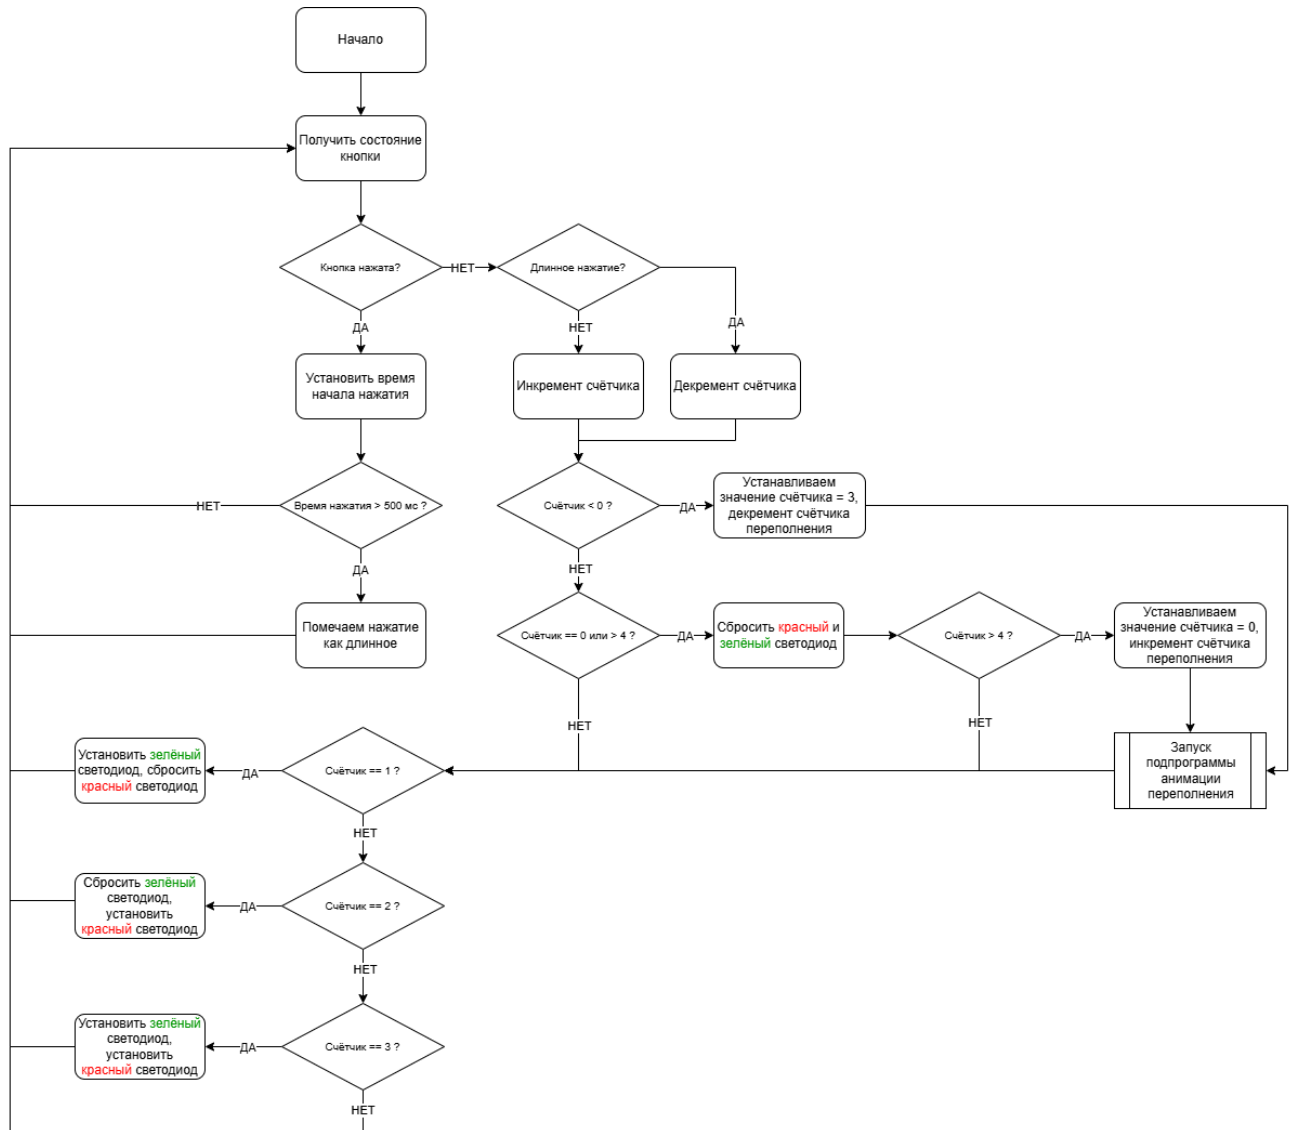 Начало
Получить состояние
кнопки
Кнопка нажата?
НЕТ
Длинное нажатие?
ДА
НЕТ
ДА
Установить время
начала нажатия
Инкремент счётчика
Декремент счётчика
Время нажатия > 500 мс ?
НЕТ
ДА
Счётчик < 0 ?
ДА
Устанавливаем
значение счётчика = 3,
декремент счётчика
переполнения
НЕТ
Помечаем нажатие
как длинное
Счётчик == 0 или > 4 ?
ДА
Сбросить красный и
зелёный светодиод
Счётчик > 4 ?
ДА
Устанавливаем
значение счётчика = 0,
инкремент счётчика
переполнения
НЕТ
НЕТ
Запуск
подпрограммы
анимации
переполнения
Счётчик == 1 ?
ДА
Установить зелёный
светодиод, сбросить
красный светодиод
НЕТ
Счётчик == 2 ?
ДА
Сбросить зелёный
светодиод,
установить
красный светодиод
НЕТ
Счётчик == 3 ?
ДА
Установить зелёный
светодиод,
установить
красный светодиод
НЕТ